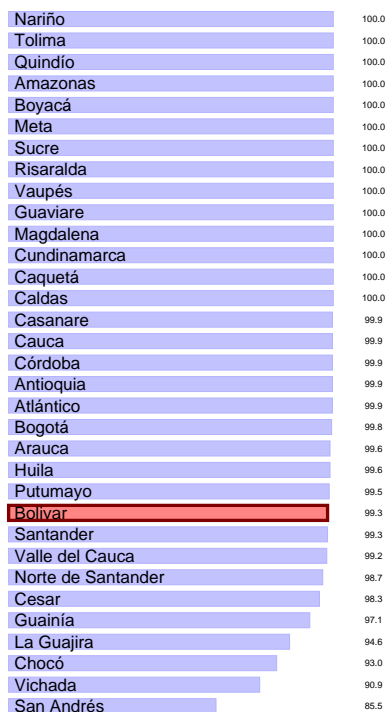 Nariño 100.0
Tolima 100.0
Quindío 100.0
Amazonas 100.0
Boyacá 100.0
Meta 100.0
Sucre 100.0
Risaralda 100.0
Vaupés 100.0
Guaviare 100.0
Magdalena 100.0
Cundinamarca 100.0
Caquetá 100.0
Caldas 100.0
Casanare 99.9
Cauca 99.9
Córdoba 99.9
Antioquia 99.9
Atlántico 99.9
Bogotá 99.8
Arauca 99.6
Huila 99.6
Putumayo 99.5
Bolivar 99.3
Santander 99.3
Valle del Cauca 99.2
Norte de Santander 98.7
Cesar 98.3
Guainía 97.1
La Guajira 94.6
Chocó 93.0
Vichada 90.9
San Andrés 85.5